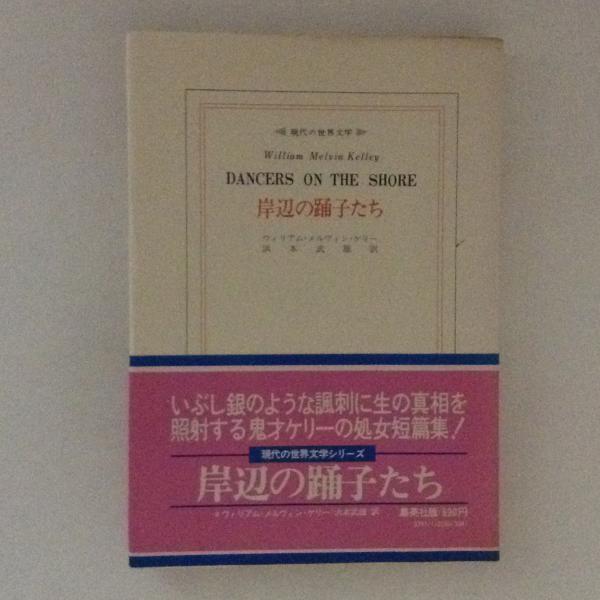 現代の世界文学
William Melvin Kelley
DANCERS ON THE SHORE
岸辺の踊子たち
ウィリアム・メルヴィン・ケリー
浜本武雄訳
いぶし銀のような諷刺に生の真相を
照射する鬼才ケリーの処女短篇集!
現代の世界文学シリーズ
岸辺の踊子たち
ウィリアム・メルヴィン・ケリー 浜本武雄 訳
集英社版/890円